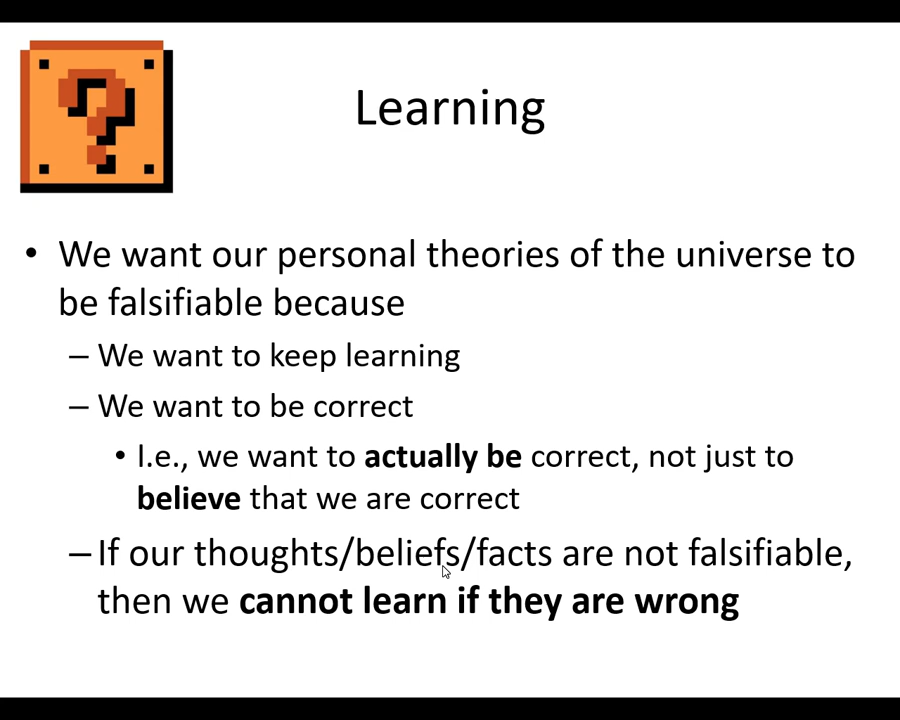 Learning
• We want our personal theories of the universe to
be falsifiable because
– We want to keep learning
– We want to be correct
• I.e., we want to actually be correct, not just to
believe that we are correct
– If our thoughts/beliefs/facts are not falsifiable,
then we cannot learn if they are wrong